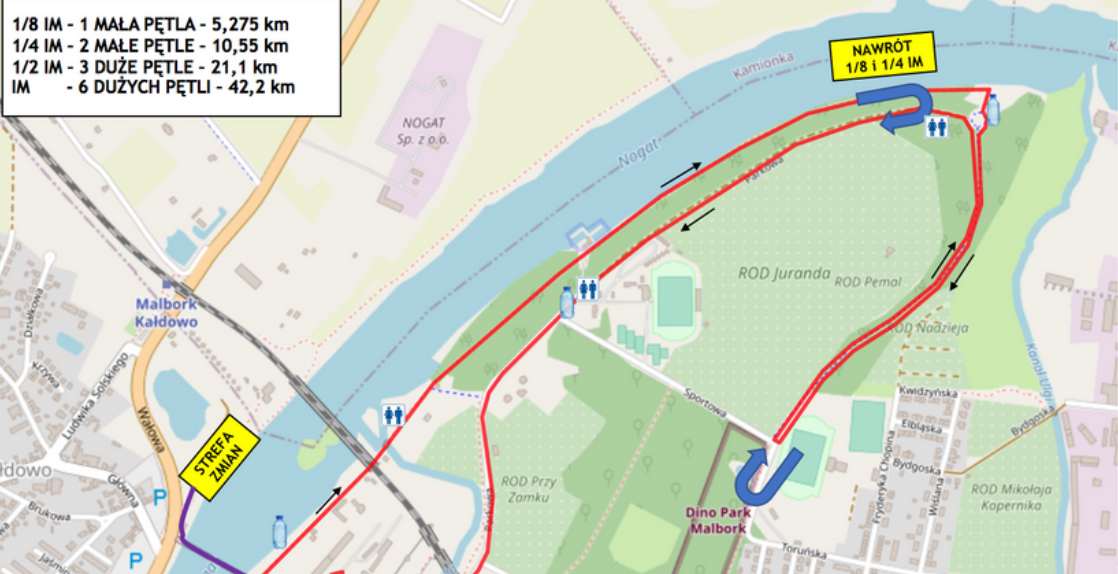 1/8 IM - 1 MAŁA PĘTLA - 5,275 km
1/4 IM - 2 MAŁE PĘTLE - 10,55 km
1/2 IM - 3 DUŻE PĘTLE - 21,1 km
IM - 6 DUŻYCH PĘTLI - 42,2 km
NAWRÓT
1/8 i 1/4 IM
Kamionka
NOGAT
Sp. z o.o.
Nogat
Parkowa
ROD Juranda
ROD Pemal
Malbork
Kałdowo
Działkowa
ROD Nadzieja
Kanał Ulgi
Krzywa
Ludwika Solskiego
Sportowa
Kwidzyńska
Wałowa
STREFA
ZMIAN
Elbląska
Bydgoska
Bydgoska
Fryderyka Chopina
Wiślana
ROD Przy
Zamku
ROD Mikołaja
Kopernika
Główna
P
Brukowa
Dino Park
Malbork
Toruńska
P